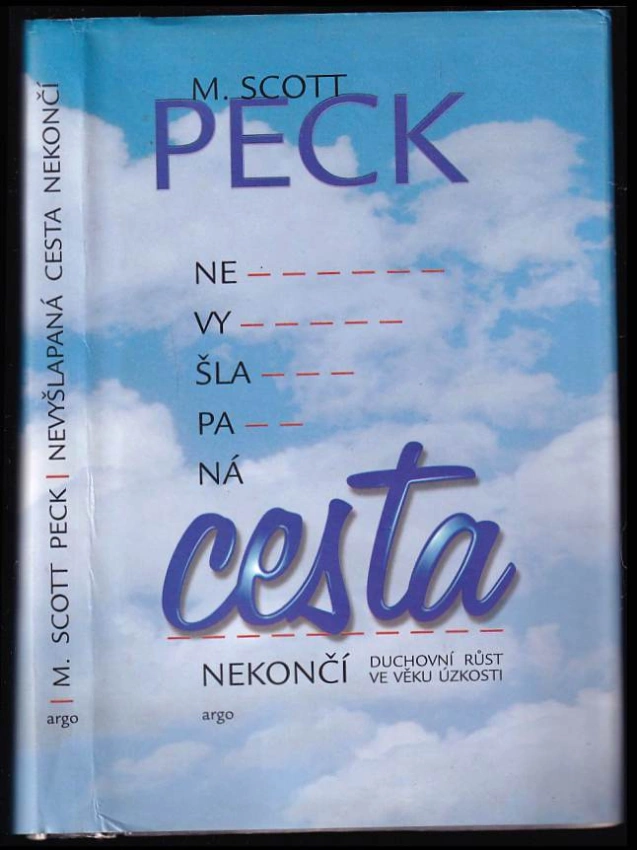 M. SCOTT PECK | NEVYŠLAPANÁ CESTA NEKONČÍ
argo
M. SCOTT
PECK
NE
VY
ŠLA
PA
NÁ
cesta
NEKONČÍ
DUCHOVNÍ RŮST
VE VĚKU ÚZKOSTI
argo